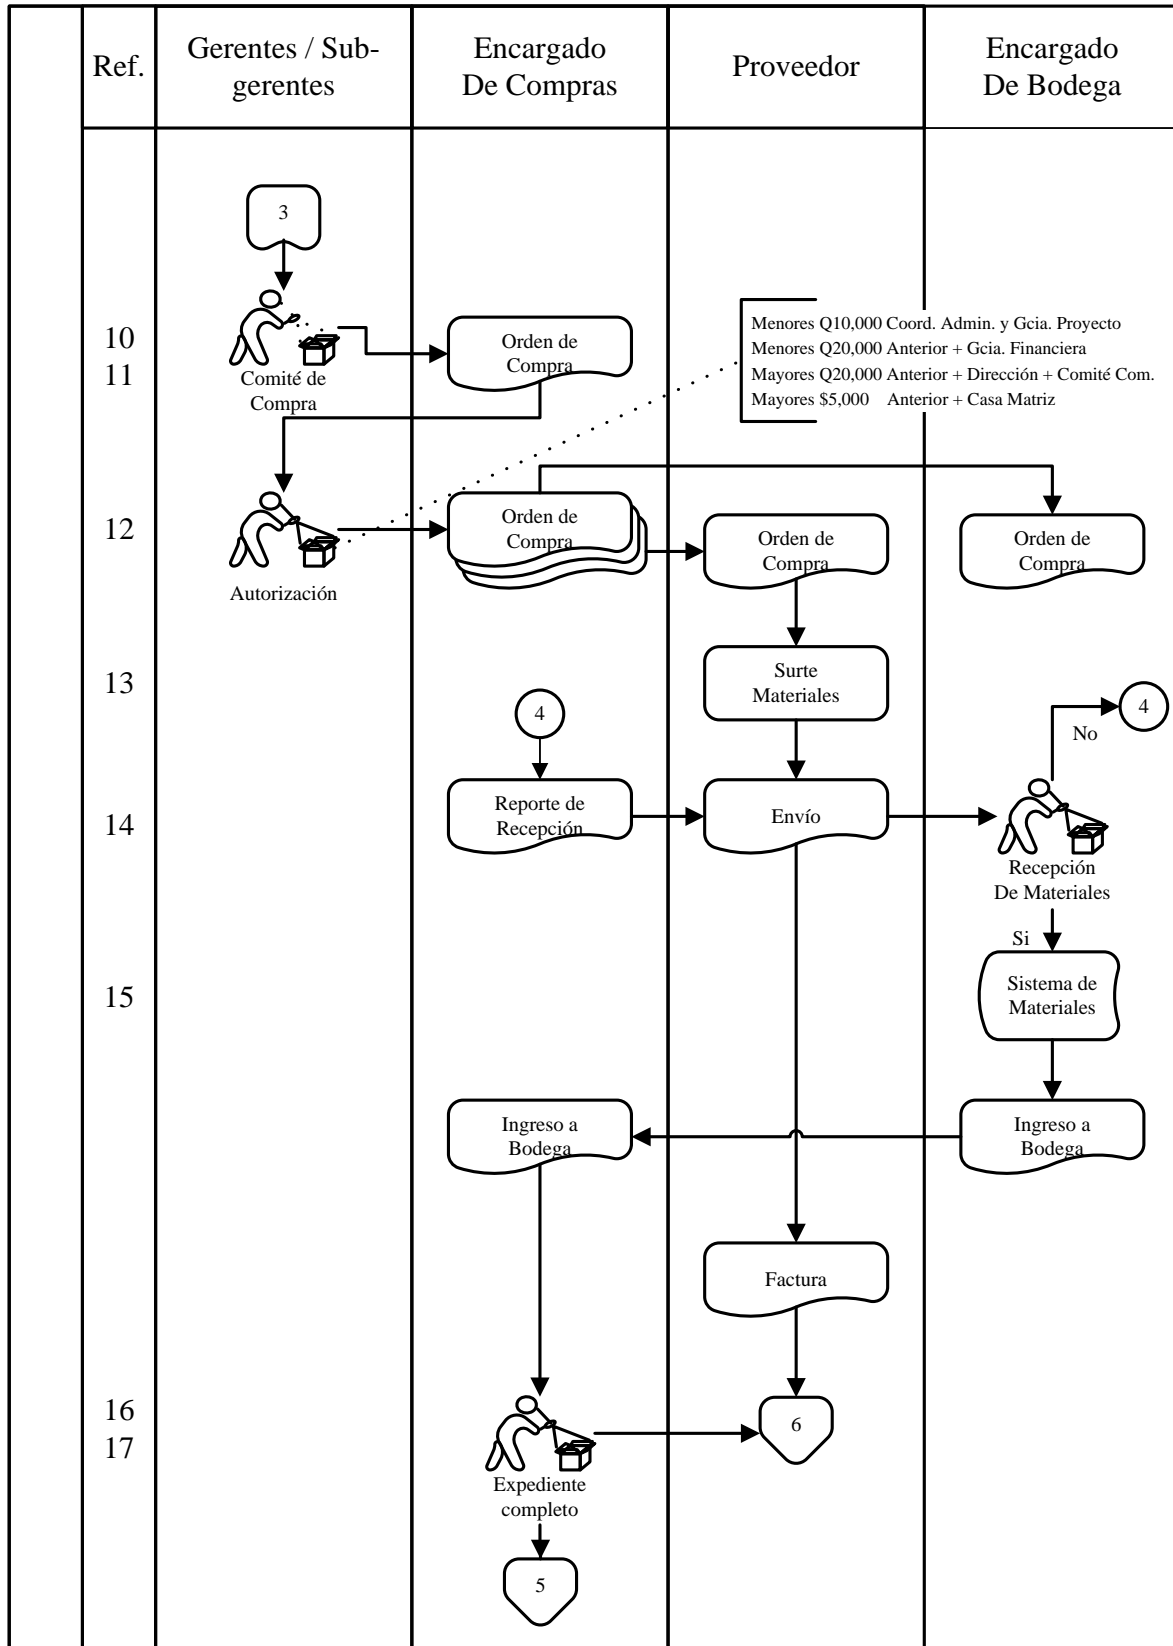 Ref.
Gerentes / Sub-
gerentes
Encargado
De Compras
Proveedor
Encargado
De Bodega
3
10
11
Comité de
Compra
Orden de
Compra
Menores Q10,000 Coord. Admin. y Gcia. Proyecto
Menores Q20,000 Anterior + Gcia. Financiera
Mayores Q20,000 Anterior + Dirección + Comité Com.
Mayores $5,000 Anterior + Casa Matriz
12
Autorización
Orden de
Compra
Orden de
Compra
Orden de
Compra
13
Surte
Materiales
4
4
No
14
Reporte de
Recepción
Envío
Recepción
De Materiales
Si
15
Sistema de
Materiales
Ingreso a
Bodega
Ingreso a
Bodega
Factura
16
17
6
Expediente
completo
5